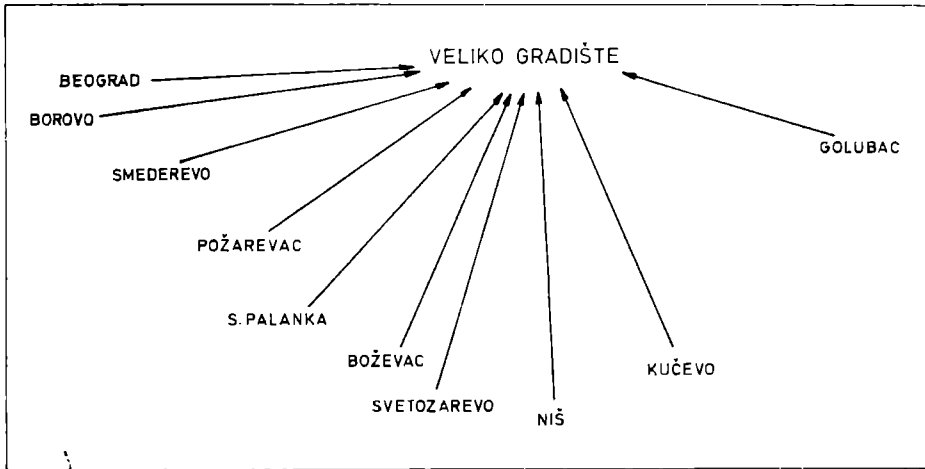 VELIKO GRADIŠTE
BEOGRAD
BOROVO
GOLUBAC
SMEDEREVO
POŽAREVAC
S. PALANKA
BOŽEVAC
KUČEVO
SVETOZAREVO
NIŠ